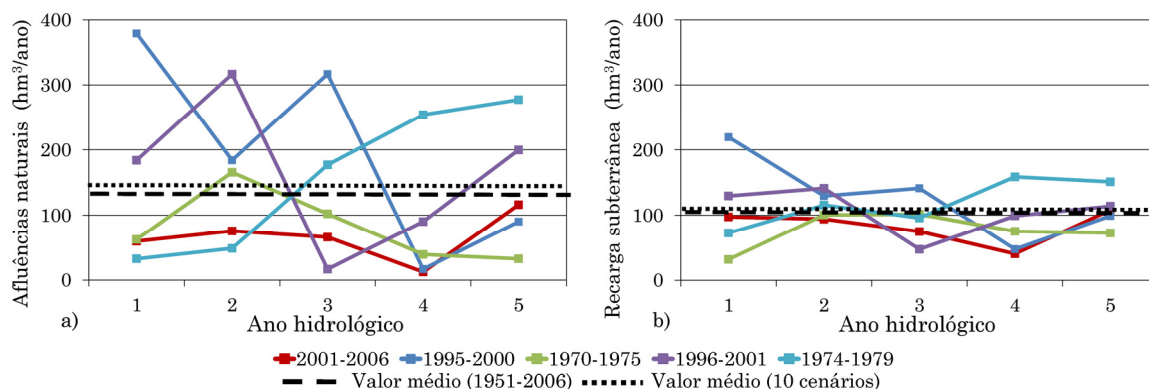 Afluências naturais (hm³/ano)
400
300
200
100
0
1 2 3 4 5
a)
Ano hidrológico
Recarga subterrânea (hm³/ano)
400
300
200
100
0
1 2 3 4 5
b)
Ano hidrológico
2001-2006 1995-2000 1970-1975 1996-2001 1974-1979
Valor médio (1951-2006) Valor médio (10 cenários)